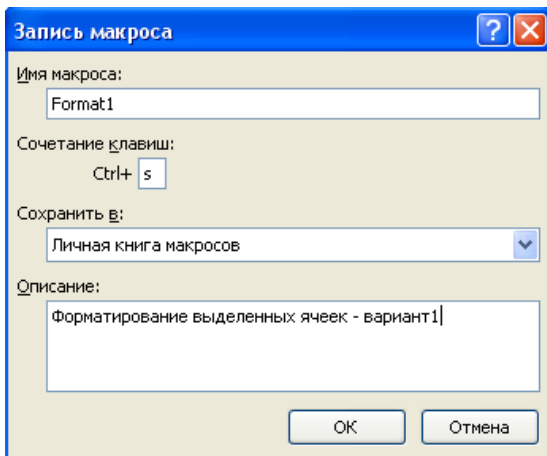 Запись макроса
Имя макроса:
Format1
Сочетание клавиш:
Ctrl+ s
Сохранить в:
Личная книга макросов
Описание:
Форматирование выделенных ячеек - вариант1
ОК Отмена